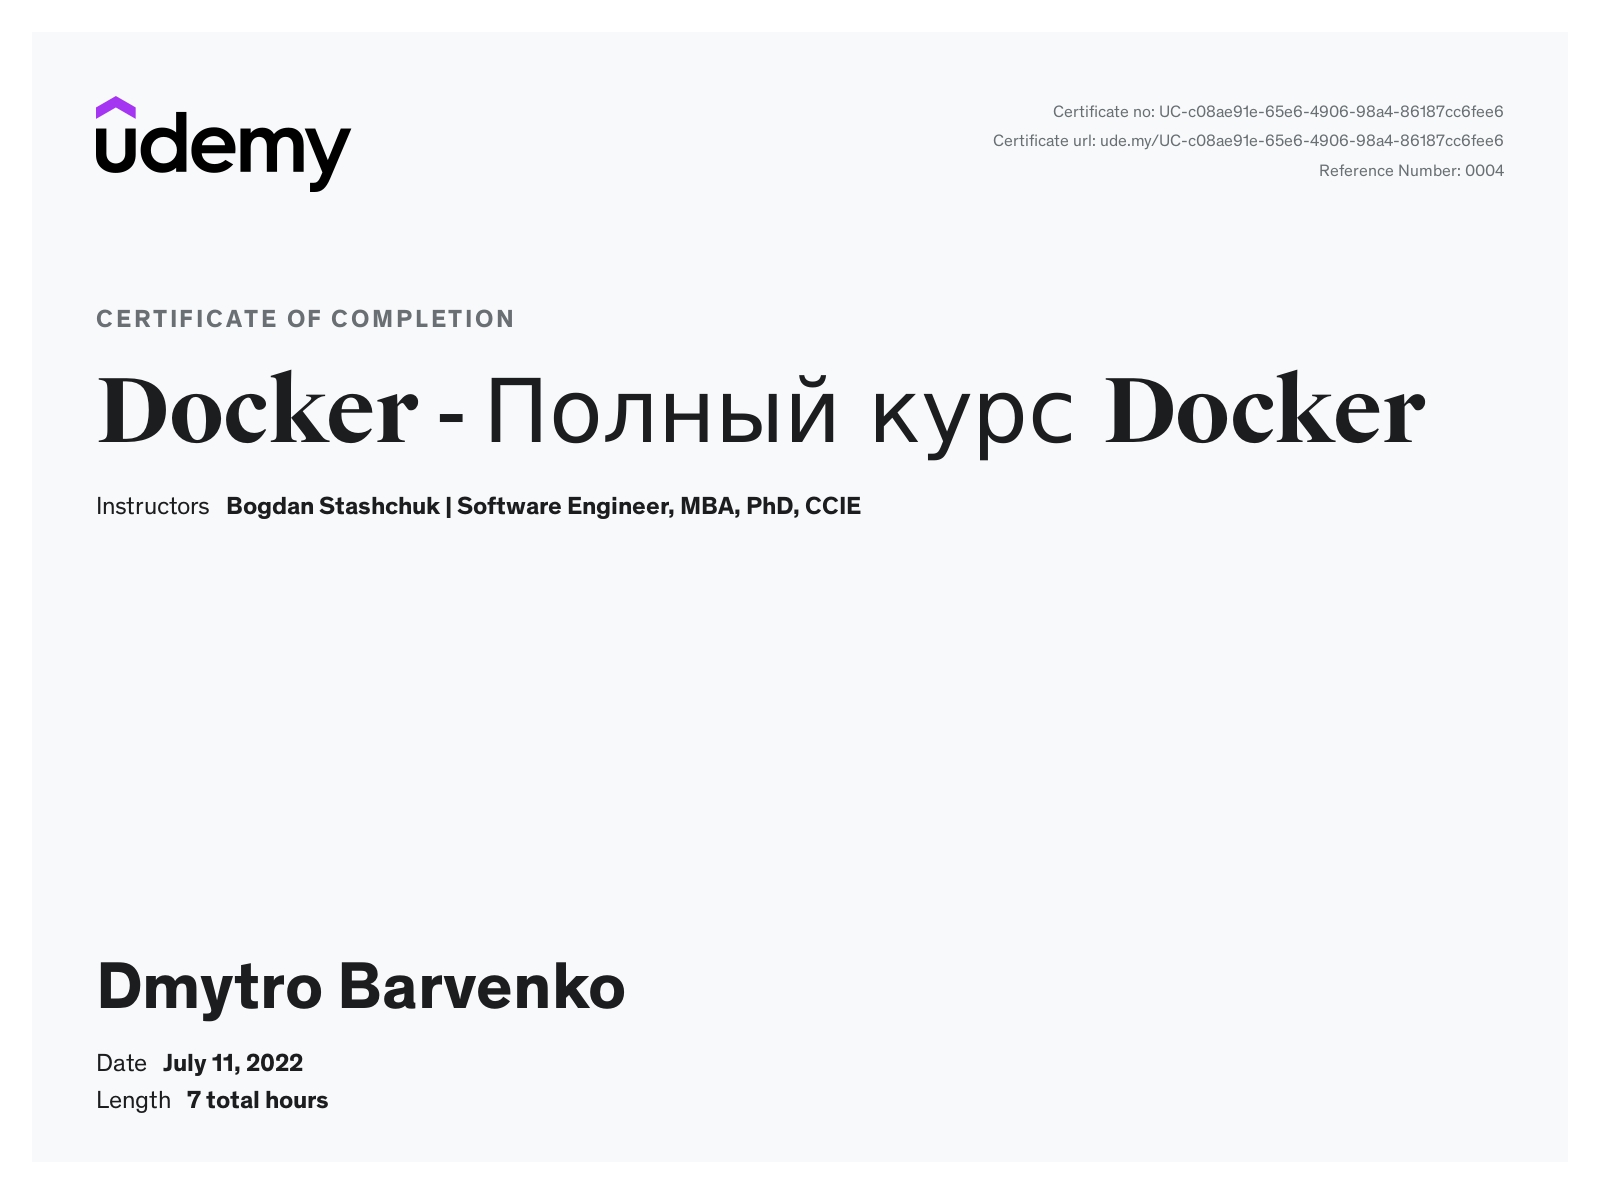 udemy
Certificate no: UC-c08ae91e-65e6-4906-98a4-86187cc6fee6
Certificate url: ude.my/UC-c08ae91e-65e6-4906-98a4-86187cc6fee6
Reference Number: 0004
CERTIFICATE OF COMPLETION
Docker - Полный курс Docker
Instructors Bogdan Stashchuk | Software Engineer, MBA, PhD, CCIE
Dmytro Barvenko
Date July 11, 2022
Length 7 total hours